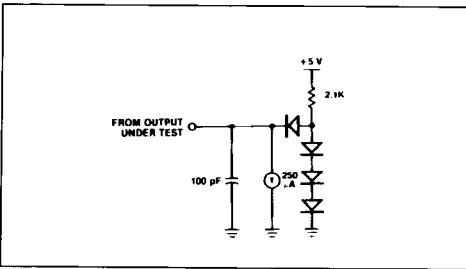 +5 V
2.1K
FROM OUTPUT
UNDER TEST
100 pF
250
μA